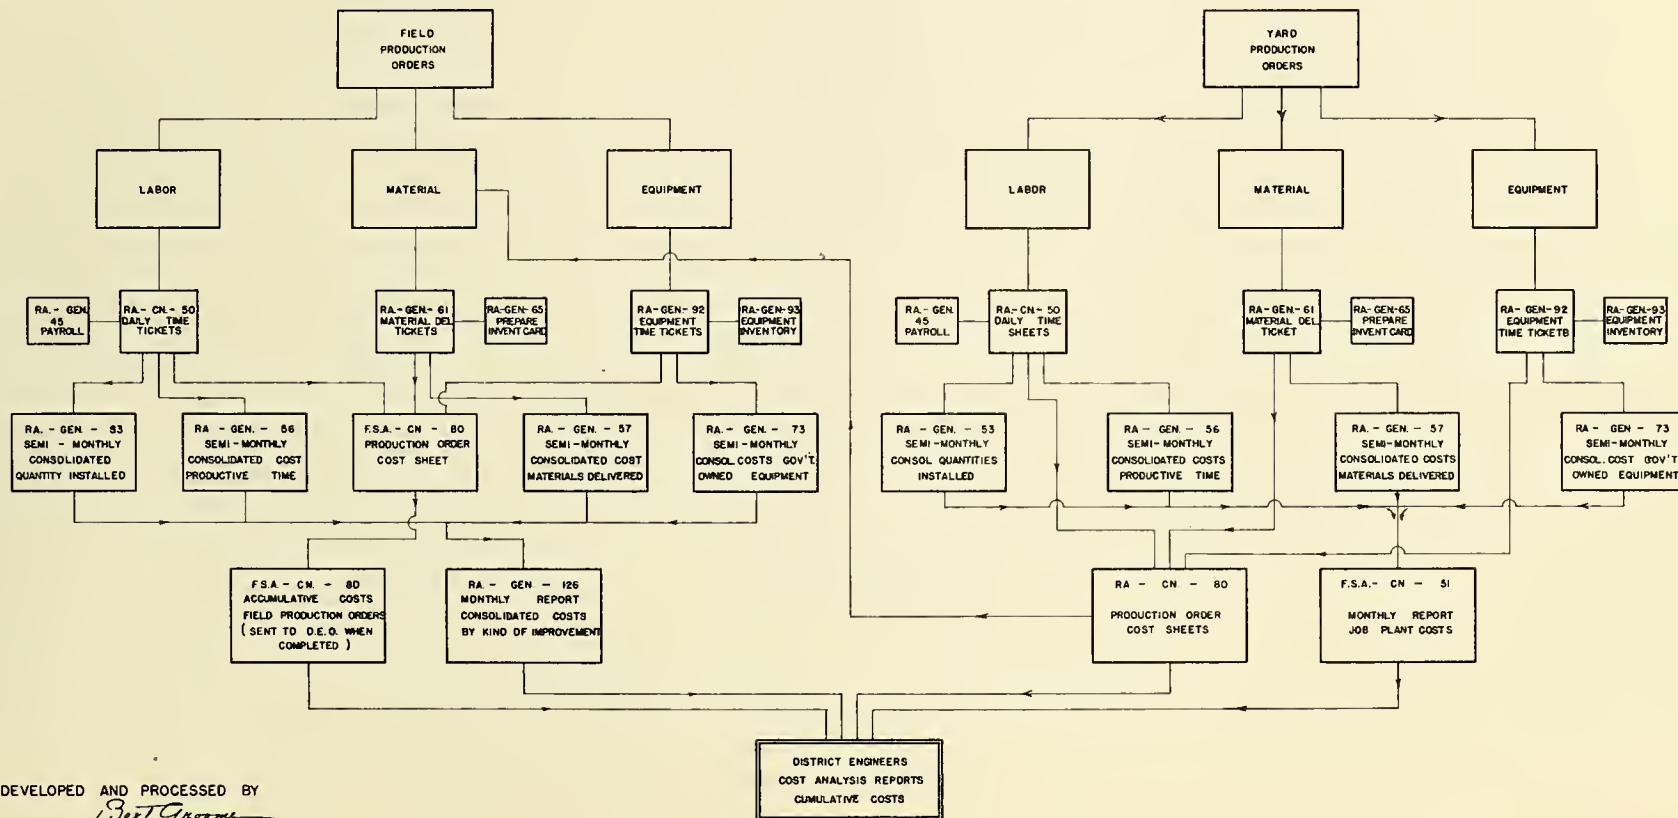 FIELD
PRODUCTION
ORDERS
YARD
PRODUCTION
ORDERS
LABOR
MATERIAL
EQUIPMENT
LABOR
MATERIAL
EQUIPMENT
RA.- GEN.
45
PAYROLL
RA.- CN.- 50
DAILY TIME
TICKETS
RA-GEN.- 61
MATERIAL DEL.
TICKETS
RA-GEN-65
PREPARE
INVENT CARD
RA-GEN.-92
EQUIPMENT
TIME TICKETS
RA-GEN-93
EQUIPMENT
INVENTORY
RA.- GEN.
45
PAYROLL
RA.- CN.- 50
DAILY TIME
SHEETS
RA-GEN.-61
MATERIAL DEL.
TICKET
RA-GEN-65
PREPARE
INVENT CARD
RA-GEN-92
EQUIPMENT
TIME TICKETB
RA-GEN.-93
EQUIPMENT
INVENTORY
RA. - GEN. - 53
SEMI - MONTHLY
CONSOLIDATED
QUANTITY INSTALLED
RA - GEN. - 56
SEMI-MONTHLY
CONSOLIDATED COST
PRODUCTIVE TIME
F.S.A.- CN - 80
PRODUCTION ORDER
COST SHEET
RA - GEN. - 57
SEMI-MONTHLY
CONSOLIDATED COST
MATERIALS DELIVERED
RA - GEN. - 73
SEMI-MONTHLY
CONSOL. COSTS GOV'T.
OWNED EQUIPMENT
RA - GEN. - 53
SEMI-MONTHLY
CONSOL QUANTITIES
INSTALLED
RA - GEN. - 56
SEMI-MONTHLY
CONSOLIDATED COSTS
PRODUCTIVE TIME
RA - GEN. - 57
SEMI-MONTHLY
CONSOLIDATED COSTS
MATERIALS DELIVERED
RA - GEN - 73
SEMI-MONTHLY
CONSOL. COST GOV'T
OWNED EQUIPMENT
F.S.A.- CN. - 80
ACCUMULATIVE COSTS
FIELD PRODUCTION ORDERS
( SENT TO D.E.O. WHEN
COMPLETED )
RA. - GEN - 126
MONTHLY REPORT
CONSOLIDATED COSTS
BY KIND OF IMPROVEMENT
RA - CN. - 80
PRODUCTION ORDER
COST SHEETS
F.S.A.- CN - 51
MONTHLY REPORT
JOB PLANT COSTS
DISTRICT ENGINEERS
COST ANALYSIS REPORTS
CUMULATIVE COSTS
DEVELOPED AND PROCESSED BY
Bert Groome